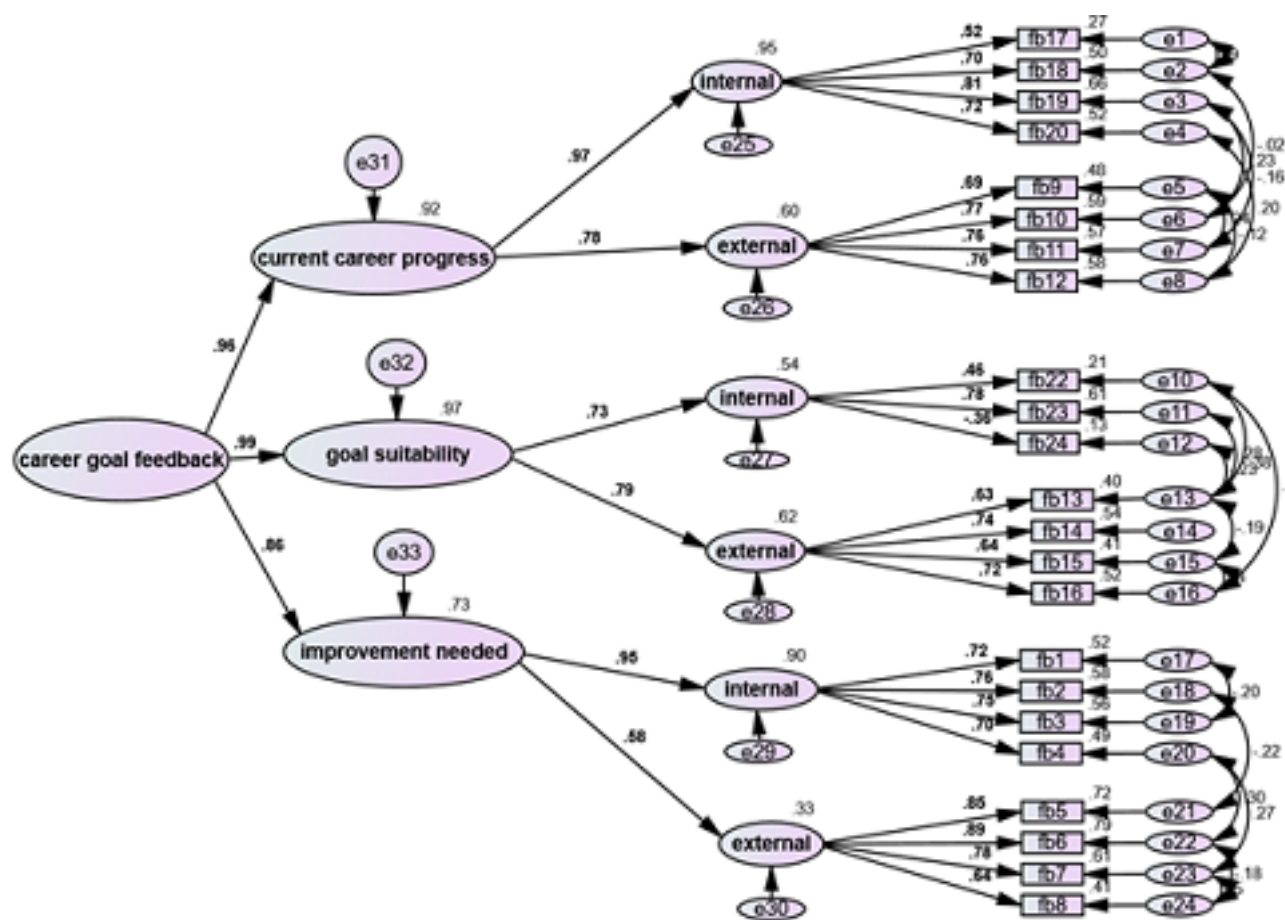 .27
.52
fb17
e1
.95
.50
.70
fb18
e2
internal
.66
.81
fb19
e3
.72
.52
fb20
e4
e25
-.02
.23
-.16
e31
.97
.48
.69
fb9
e5
.92
.60
.59
.77
fb10
e6
.20
.78
current career progress
external
.57
.76
fb11
e7
.12
.58
.76
fb12
e8
e26
.96
e32
.21
.54
.46
fb22
e10
.97
.73
internal
.61
.78
fb23
e11
.13
-.36
fb24
e12
.99
career goal feedback
goal suitability
e27
.28
.40
.79
.63
fb13
e13
.62
.54
.74
fb14
e14
-.19
external
.41
.64
fb15
e15
.86
e33
.52
.72
fb16
e16
e28
.73
.52
.90
.72
fb1
e17
improvement needed
.95
.58
.76
fb2
e18
.20
internal
.56
.75
fb3
e19
.49
.70
fb4
e20
e29
-.22
.58
.30
.27
.72
.85
fb5
e21
.33
.79
.89
fb6
e22
external
.61
.78
fb7
e23
-.18
.41
.64
fb8
e24
e30